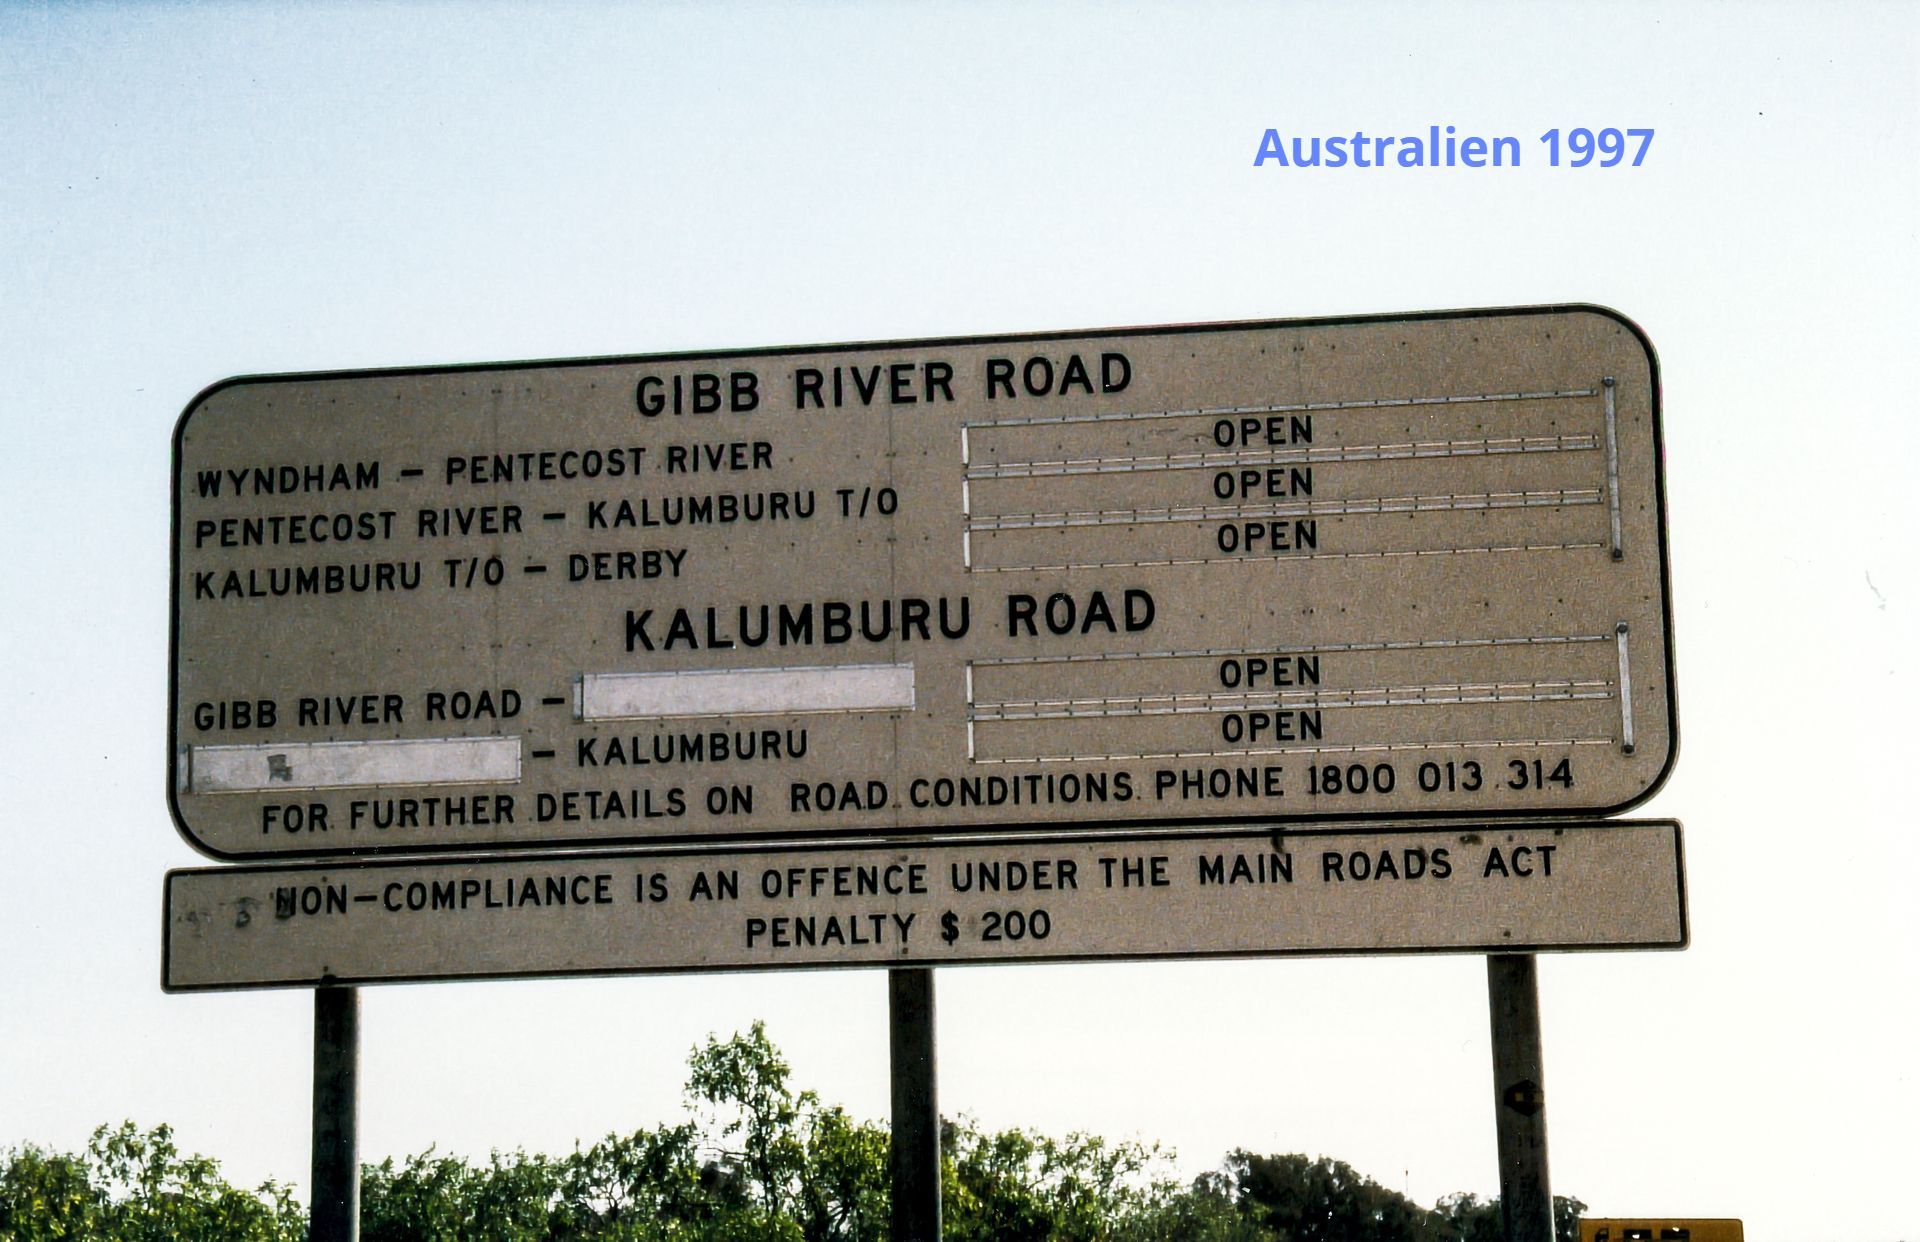 Australien 1997
GIBB RIVER ROAD
WYNDHAM – PENTECOST RIVER OPEN
PENTECOST RIVER – KALUMBURU T/O OPEN
KALUMBURU T/O – DERBY OPEN
KALUMBURU ROAD
GIBB RIVER ROAD – OPEN
– KALUMBURU OPEN
FOR FURTHER DETAILS ON ROAD CONDITIONS PHONE 1800 013 314
NON-COMPLIANCE IS AN OFFENCE UNDER THE MAIN ROADS ACT
PENALTY $ 200